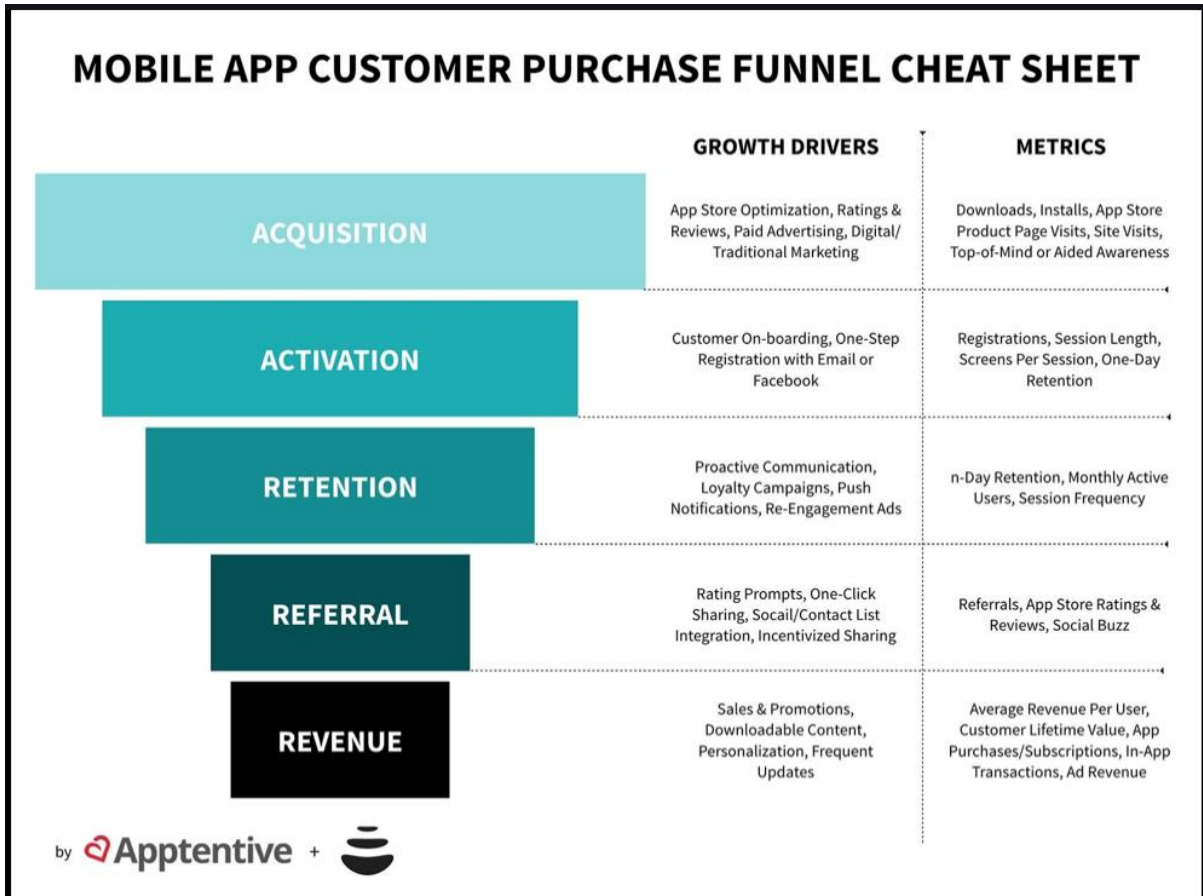 MOBILE APP CUSTOMER PURCHASE FUNNEL CHEAT SHEET
GROWTH DRIVERS
METRICS
ACQUISITION
App Store Optimization, Ratings &
Reviews, Paid Advertising, Digital/
Traditional Marketing
Downloads, Installs, App Store
Product Page Visits, Site Visits,
Top-of-Mind or Aided Awareness
ACTIVATION
Customer On-boarding, One-Step
Registration with Email or
Facebook
Registrations, Session Length,
Screens Per Session, One-Day
Retention
RETENTION
Proactive Communication,
Loyalty Campaigns, Push
Notifications, Re-Engagement Ads
n-Day Retention, Monthly Active
Users, Session Frequency
REFERRAL
Rating Prompts, One-Click
Sharing, Socail/Contact List
Integration, Incentivized Sharing
Referrals, App Store Ratings &
Reviews, Social Buzz
REVENUE
Sales & Promotions,
Downloadable Content,
Personalization, Frequent
Updates
Average Revenue Per User,
Customer Lifetime Value, App
Purchases/Subscriptions, In-App
Transactions, Ad Revenue
by Apptentive +